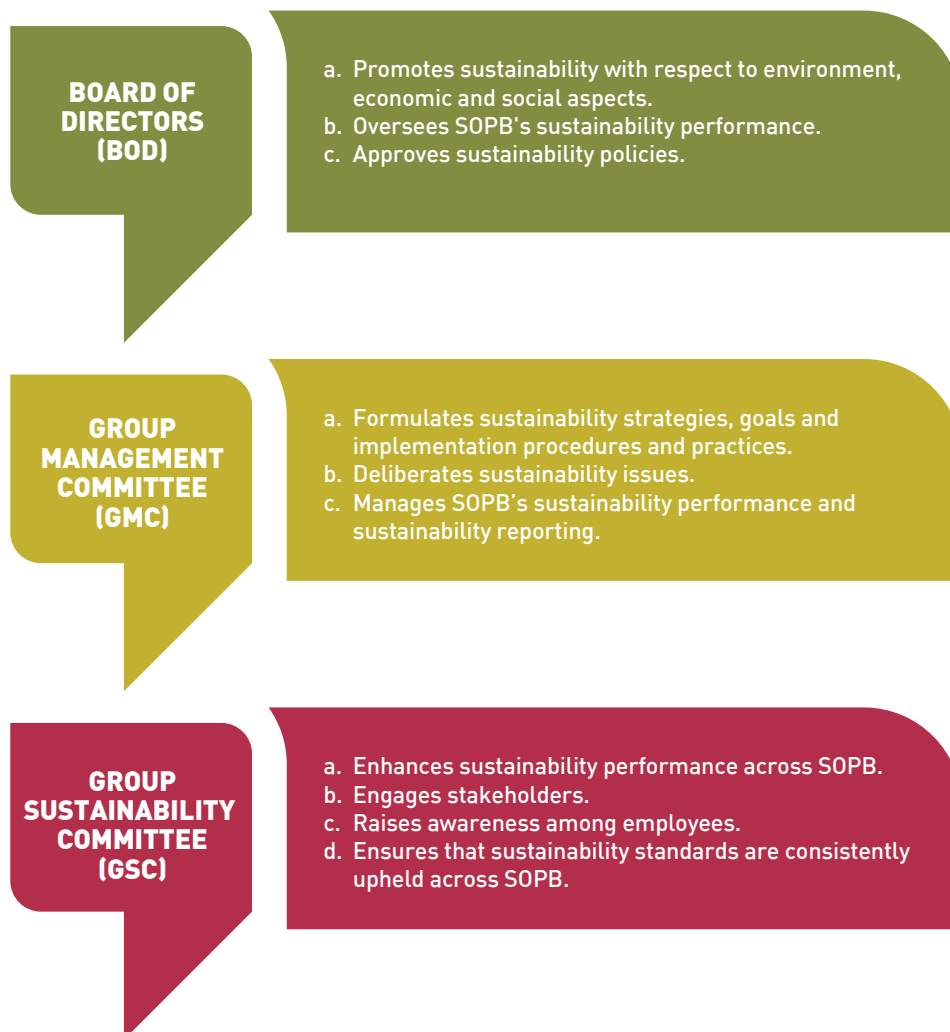 BOARD OF
DIRECTORS
(BOD)
a. Promotes sustainability with respect to environment,
economic and social aspects.
b. Oversees SOPB's sustainability performance.
c. Approves sustainability policies.
GROUP
MANAGEMENT
COMMITTEE
(GMC)
a. Formulates sustainability strategies, goals and
implementation procedures and practices.
b. Deliberates sustainability issues.
c. Manages SOPB’s sustainability performance and
sustainability reporting.
GROUP
SUSTAINABILITY
COMMITTEE
(GSC)
a. Enhances sustainability performance across SOPB.
b. Engages stakeholders.
c. Raises awareness among employees.
d. Ensures that sustainability standards are consistently
upheld across SOPB.